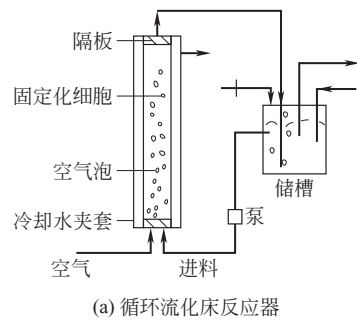 隔板
固定化细胞
空气泡
冷却水夹套
空气
进料
泵
储槽
(a) 循环流化床反应器